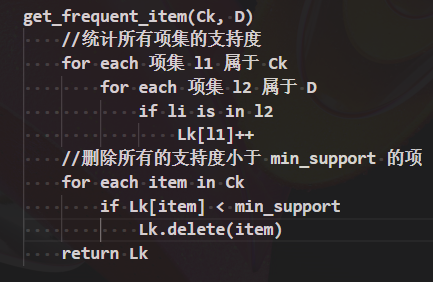 get_frequent_item(Ck, D)
//统计所有项集的支持度
for each 项集 l1 属于 Ck
for each 项集 l2 属于 D
if li is in l2
Lk[l1]++
//删除所有的支持度小于 min_support 的项
for each item in Ck
if Lk[item] < min_support
Lk.delete(item)
return Lk